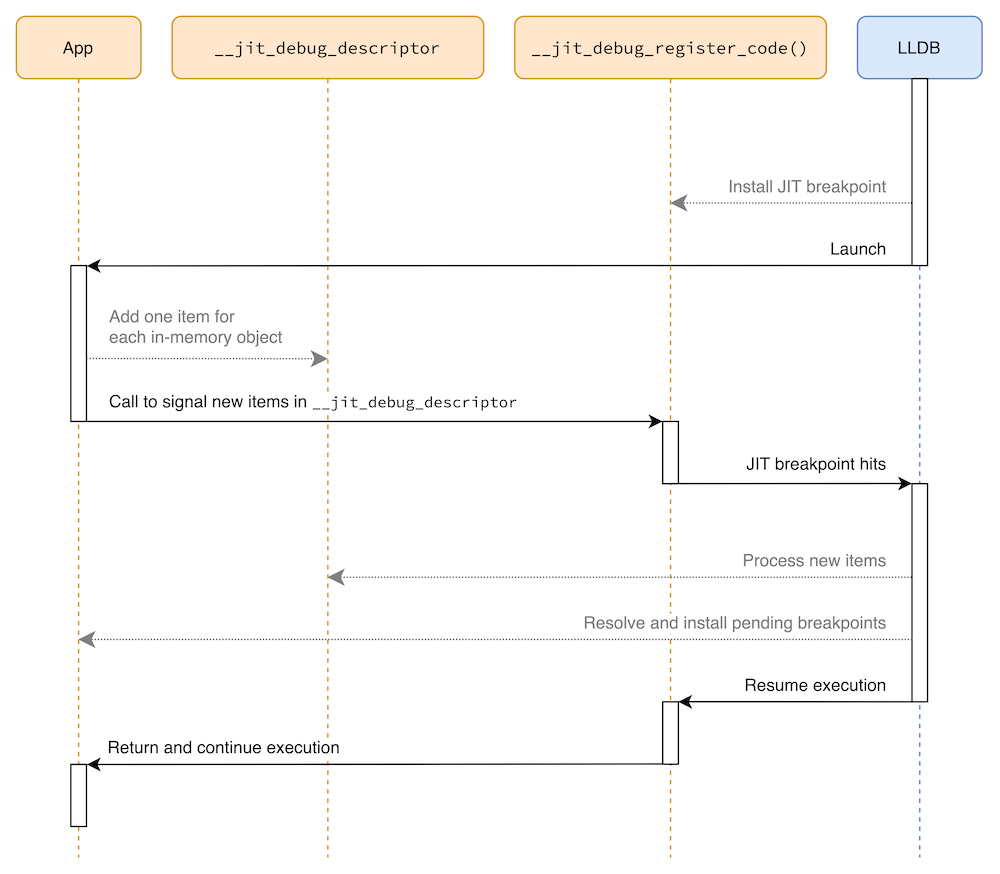 App
__jit_debug_descriptor
__jit_debug_register_code()
LLDB
Install JIT breakpoint
Launch
Add one item for
each in-memory object
Call to signal new items in __jit_debug_descriptor
JIT breakpoint hits
Process new items
Resolve and install pending breakpoints
Resume execution
Return and continue execution